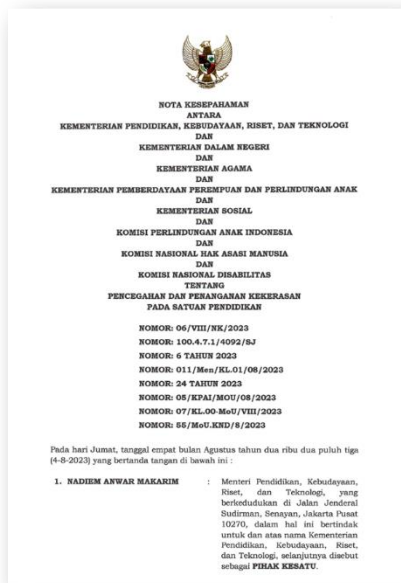 NOTA KESEPAHAMAN
ANTARA
KEMENTERIAN PENDIDIKAN, KEBUDAYAAN, RISET, DAN TEKNOLOGI
DAN
KEMENTERIAN DALAM NEGERI
DAN
KEMENTERIAN AGAMA
DAN
KEMENTERIAN PEMBERDAYAAN PEREMPUAN DAN PERLINDUNGAN ANAK
DAN
KEMENTERIAN SOSIAL
DAN
KOMISI PERLINDUNGAN ANAK INDONESIA
DAN
KOMISI NASIONAL HAK ASASI MANUSIA
DAN
KOMISI NASIONAL DISABILITAS
TENTANG
PENCEGAHAN DAN PENANGANAN KEKERASAN
PADA SATUAN PENDIDIKAN
NOMOR: 06/VIII/NK/2023
NOMOR: 100.4.7.1/4092/SJ
NOMOR: 6 TAHUN 2023
NOMOR: 011/Men/KL.01/08/2023
NOMOR: 24 TAHUN 2023
NOMOR: 05/KPAI/MOU/08/2023
NOMOR: 07/KL.00-MoU/VIII/2023
NOMOR: 55/MoU.KND/8/2023
Pada hari Jumat, tanggal empat bulan Agustus tahun dua ribu dua puluh tiga
(4-8-2023) yang bertanda tangan di bawah ini :
1. NADIEM ANWAR MAKARIM : Menteri Pendidikan, Kebudayaan,
Riset, dan Teknologi, yang
berkedudukan di Jalan Jenderal
Sudirman, Senayan, Jakarta Pusat
10270, dalam hal ini bertindak
untuk dan atas nama Kementerian
Pendidikan, Kebudayaan, Riset,
dan Teknologi, selanjutnya disebut
sebagai PIHAK KESATU.